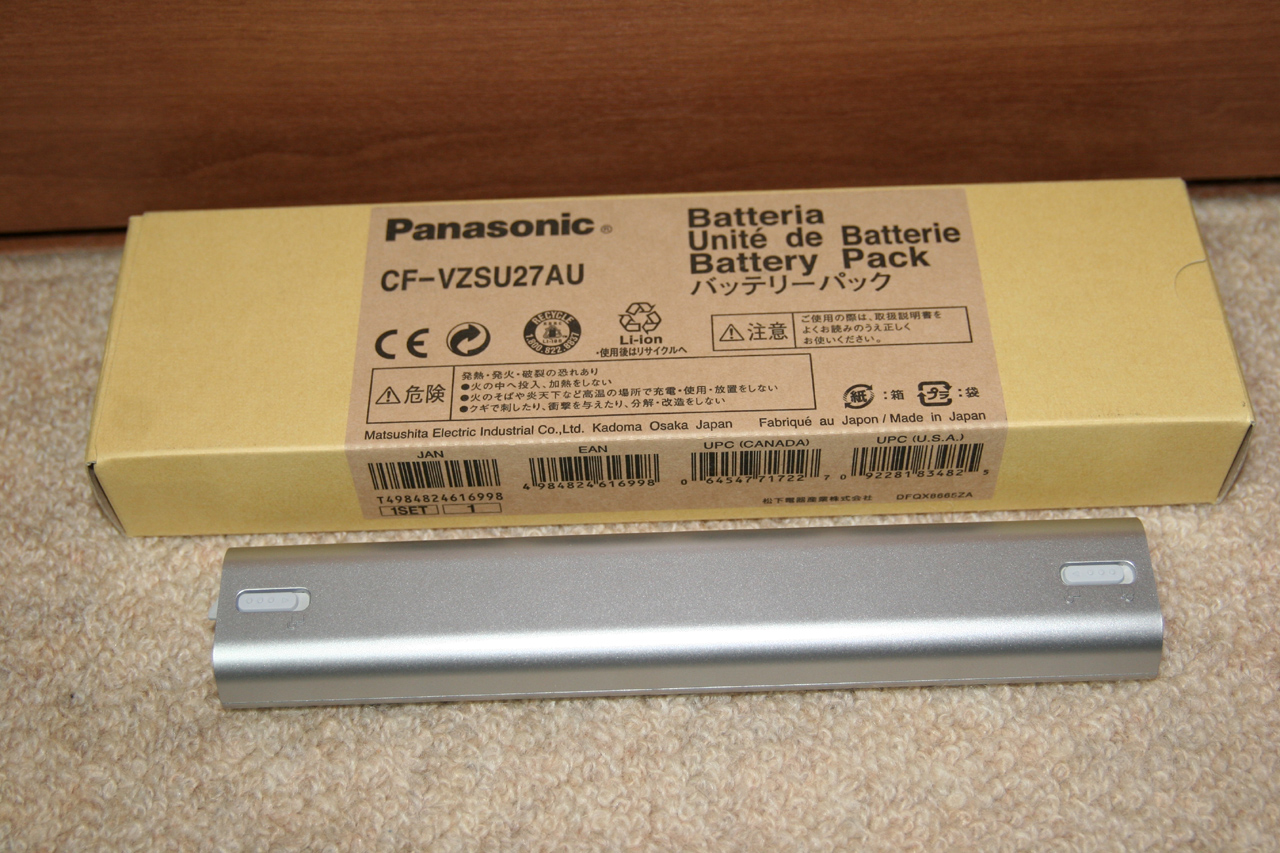 Panasonic®
CF-VZSU27AU
Batteria
Unité de Batterie
Battery Pack
バッテリーパック
CE
RECYCLE
Li-ion
1.800.822.8837
Li-ion
・使用後はリサイクルへ
注意
ご使用の際は、取扱説明書を
よくお読みのうえ正しく
お使いください。
危険
発熱・発火・破裂の恐れあり
●火の中へ投入、加熱をしない
●火のそばや炎天下など高温の場所で充電・使用・放置をしない
●クギで刺したり、衝撃を与えたり、分解・改造をしない
紙:箱
プラ:袋
Matsushita Electric Industrial Co.,Ltd. Kadoma Osaka Japan
Fabriqué au Japon/Made in Japan
JAN
T4984824616998
1SET 1
EAN
4 984824 616998
UPC (CANADA)
0 64547 71722 7
UPC (U.S.A.)
0 92281 83482 5
松下電器産業株式会社